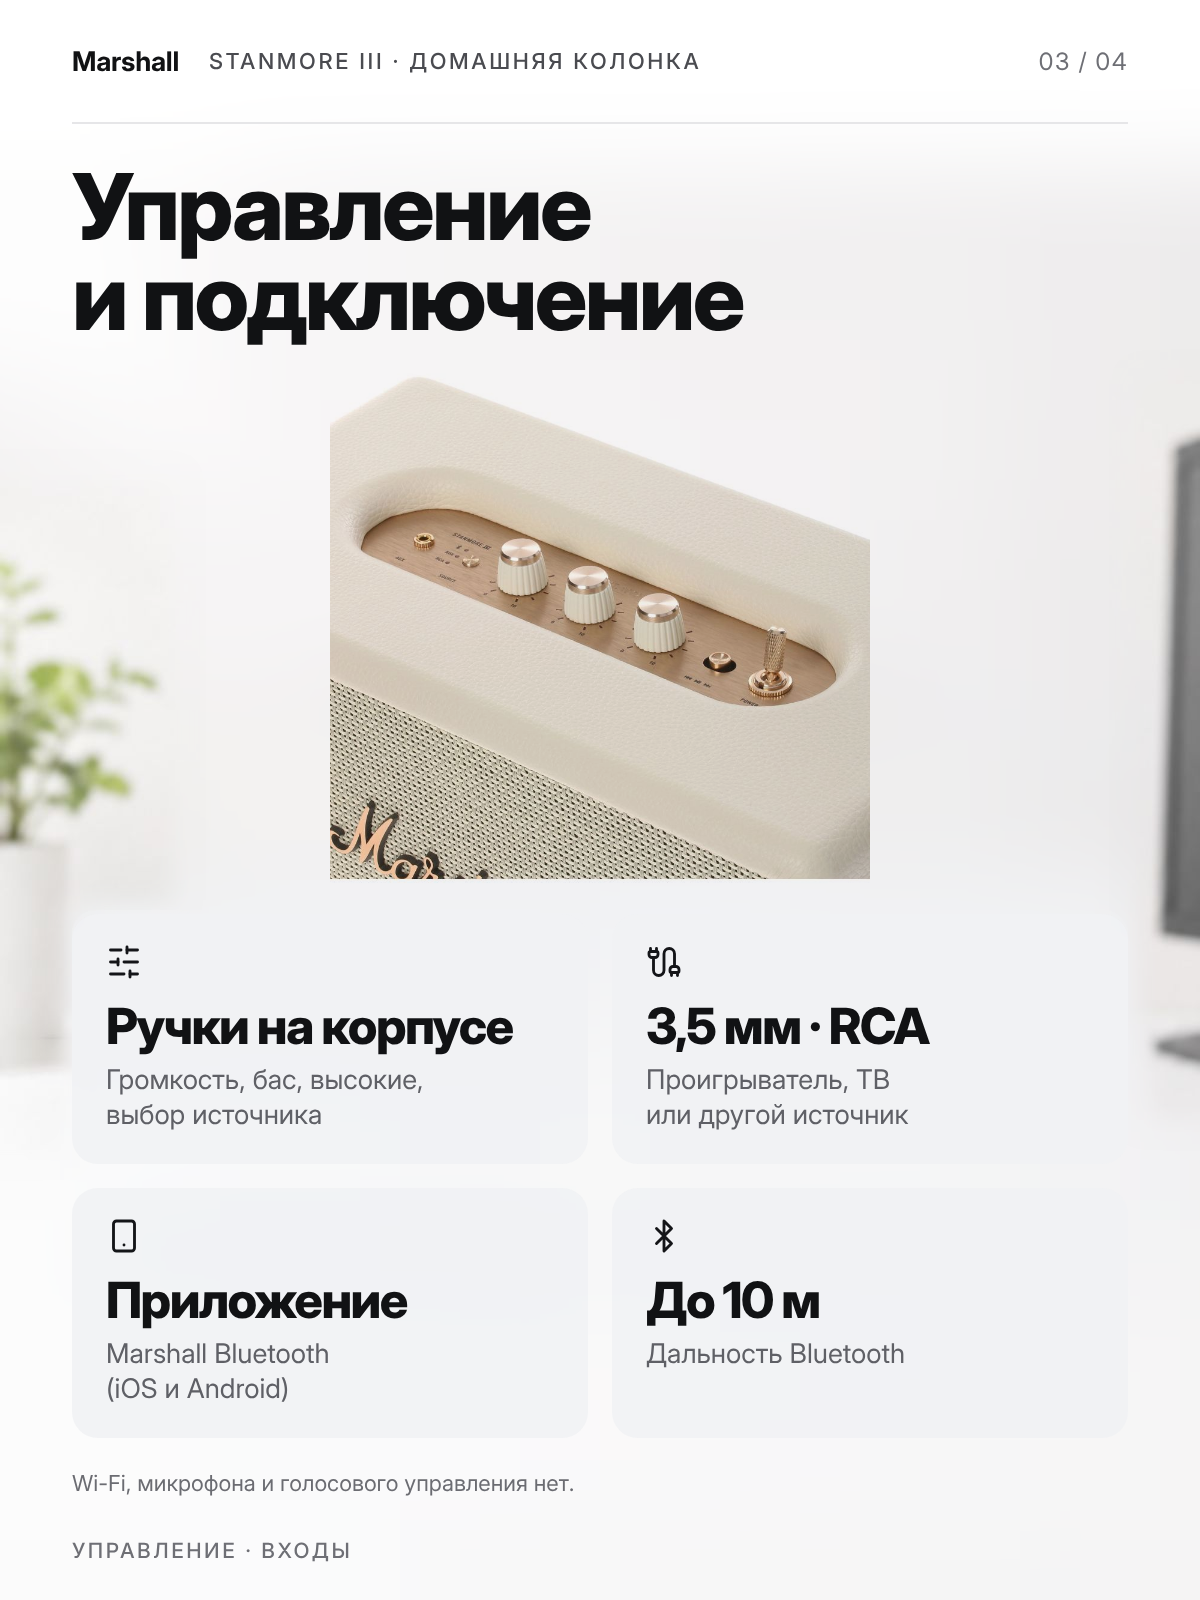 Marshall STANMORE III · ДОМАШНЯЯ КОЛОНКА 03 / 04
Управление
и подключение
STANMORE III
Ручки на корпусе
Громкость, бас, высокие,
выбор источника
3,5 мм · RCA
Проигрыватель, ТВ
или другой источник
Приложение
Marshall Bluetooth
(iOS и Android)
До 10 м
Дальность Bluetooth
Wi-Fi, микрофона и голосового управления нет.
УПРАВЛЕНИЕ · ВХОДЫ